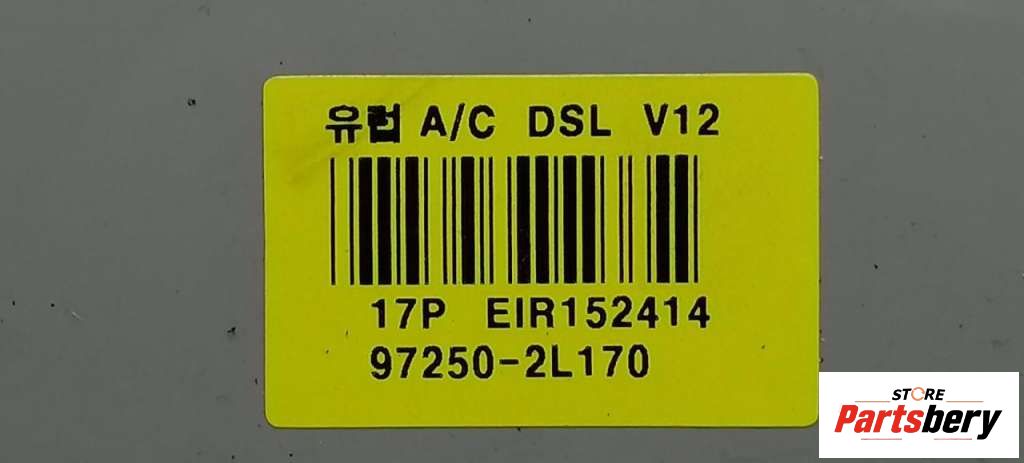 유럽 A/C DSL V12
17P EIR152414
97250-2L170
STORE
Partsbery